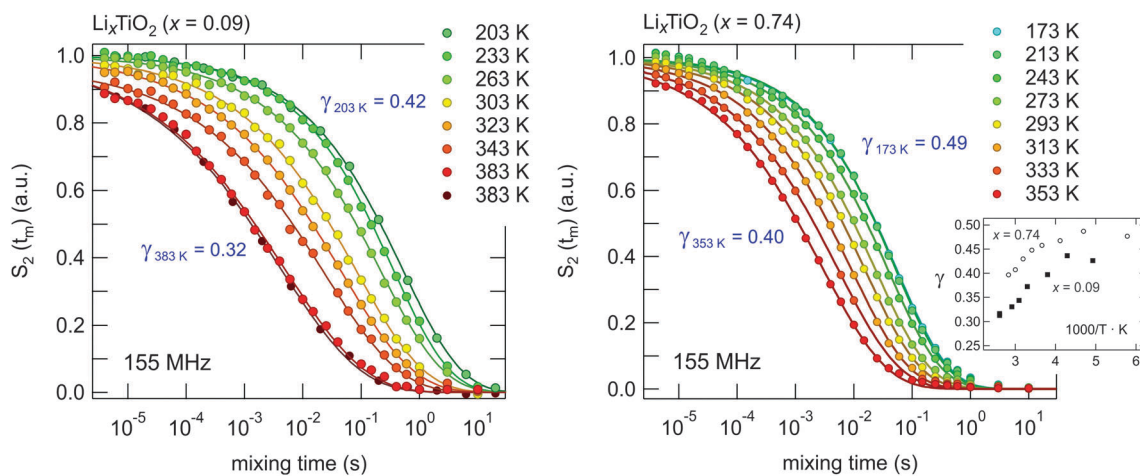 LiₓTiO₂ (x = 0.09)
203 K
233 K
263 K
303 K
323 K
343 K
383 K
383 K
γ 203 K = 0.42
γ 383 K = 0.32
155 MHz
S₂ (tₘ) (a.u.)
1.0
0.8
0.6
0.4
0.2
0.0
10⁻⁵ 10⁻⁴ 10⁻³ 10⁻² 10⁻¹ 10⁰ 10¹
mixing time (s)
LiₓTiO₂ (x = 0.74)
173 K
213 K
243 K
273 K
293 K
313 K
333 K
353 K
γ 173 K = 0.49
γ 353 K = 0.40
155 MHz
S₂ (tₘ) (a.u.)
1.0
0.8
0.6
0.4
0.2
0.0
10⁻⁵ 10⁻⁴ 10⁻³ 10⁻² 10⁻¹ 10⁰ 10¹
mixing time (s)
0.50
0.45
0.40
0.35
0.30
0.25
γ
x = 0.74
x = 0.09
1000/T · K
3 4 5 6